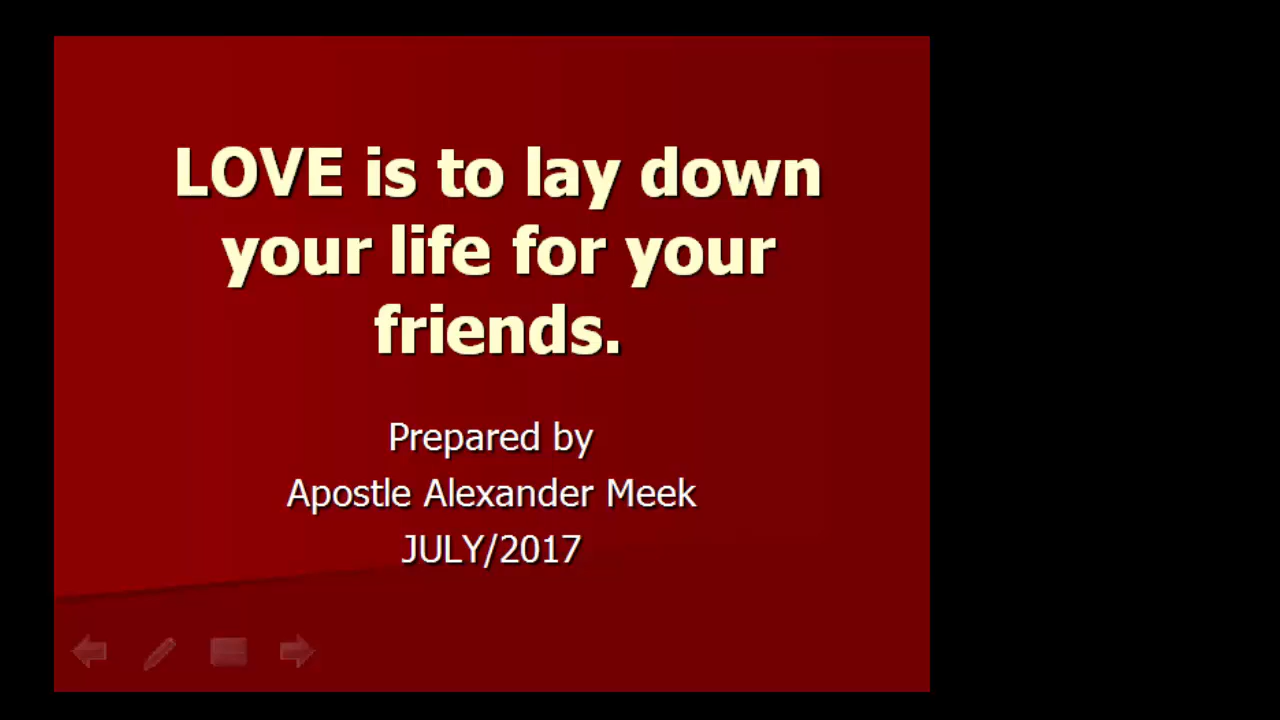 LOVE is to lay down
your life for your
friends.
Prepared by
Apostle Alexander Meek
JULY/2017